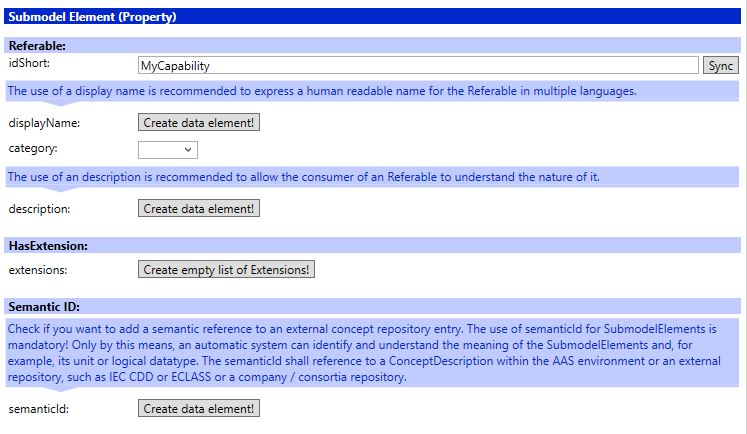 Submodel Element (Property)
Referable:
idShort: MyCapability Sync
The use of a display name is recommended to express a human readable name for the Referable in multiple languages.
displayName: Create data element!
category:
The use of an description is recommended to allow the consumer of an Referable to understand the nature of it.
description: Create data element!
HasExtension:
extensions: Create empty list of Extensions!
Semantic ID:
Check if you want to add a semantic reference to an external concept repository entry. The use of semanticId for SubmodelElements is
mandatory! Only by this means, an automatic system can identify and understand the meaning of the SubmodelElements and, for
example, its unit or logical datatype. The semanticId shall reference to a ConceptDescription within the AAS environment or an external
repository, such as IEC CDD or ECLASS or a company / consortia repository.
semanticId: Create data element!